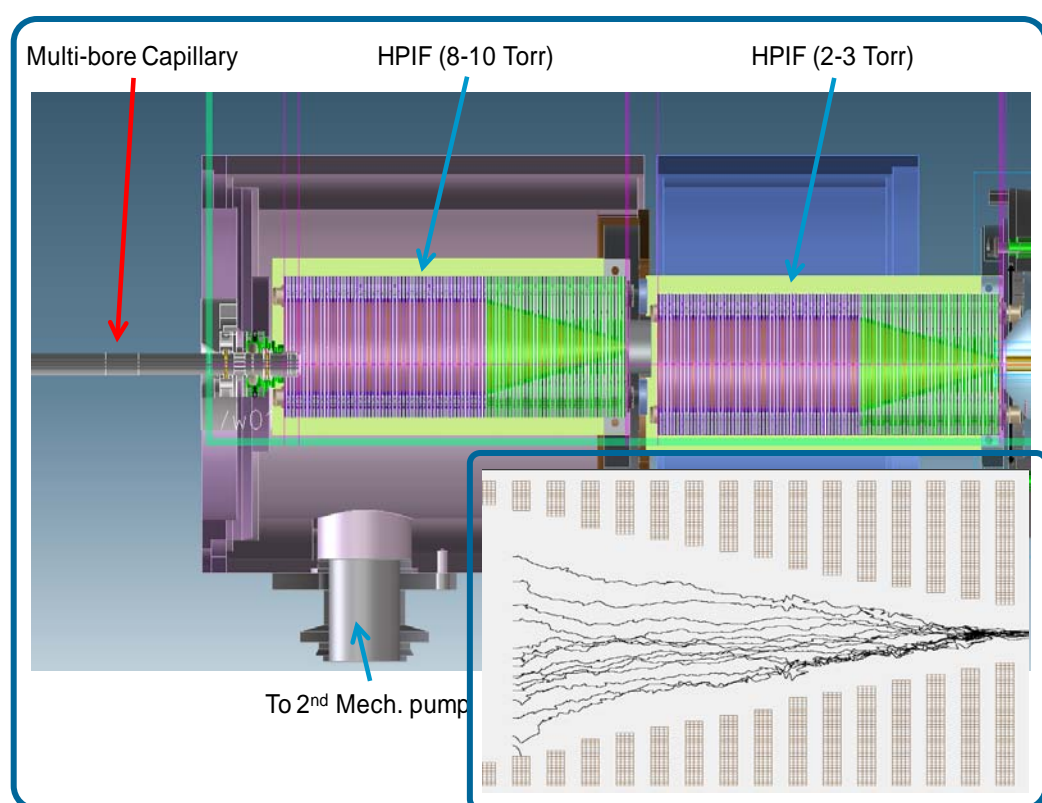 Multi-bore Capillary
HPIF (8-10 Torr)
HPIF (2-3 Torr)
To 2nd Mech. pump